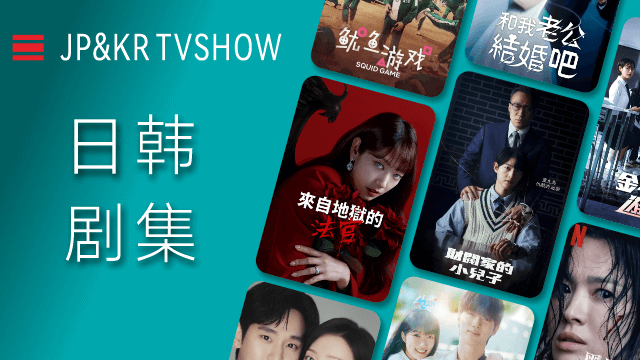 JP&KR TVSHOW
日韩
剧集
鱿鱼游戏
SQUID GAME
和我老公
結婚吧
來自地獄的
法官
財閥家的
小兒子
金
N